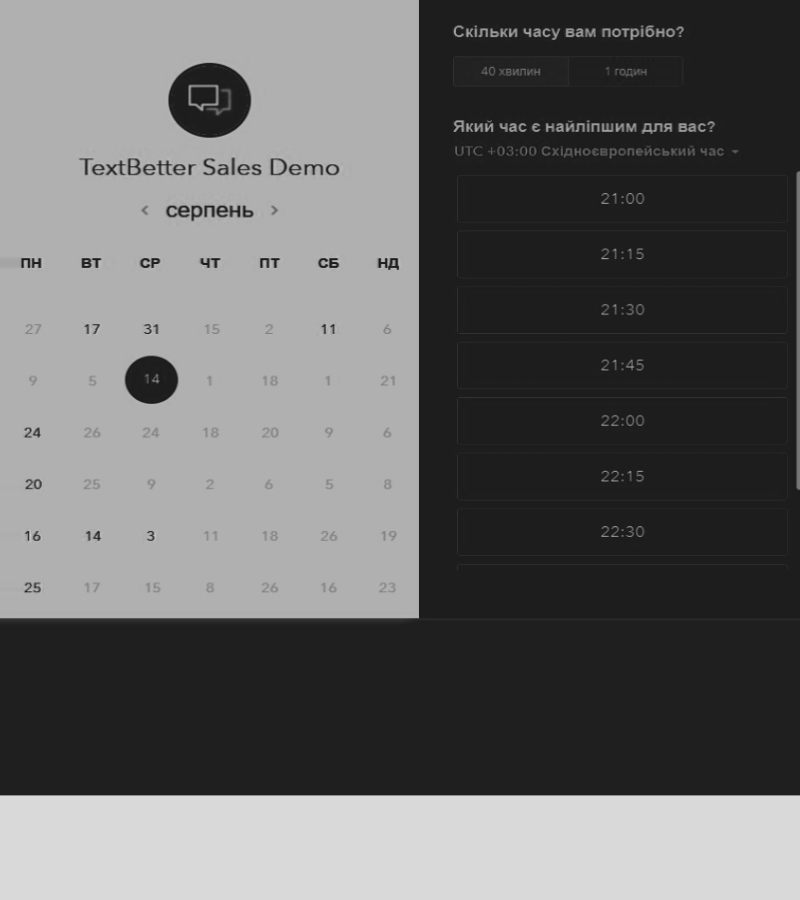 TextBetter Sales Demo
серпень
ПН ВТ СР ЧТ ПТ СБ НД
27 17 31 15 2 11 6
9 5 14 1 18 1 21
24 26 24 18 20 9 6
20 25 9 2 6 5 8
16 14 3 11 18 26 19
25 17 15 8 26 16 23
Скільки часу вам потрібно?
40 хвилин 1 годин
Який час є найліпшим для вас?
UTC +03:00 Східноєвропейський час
21:00
21:15
21:30
21:45
22:00
22:15
22:30